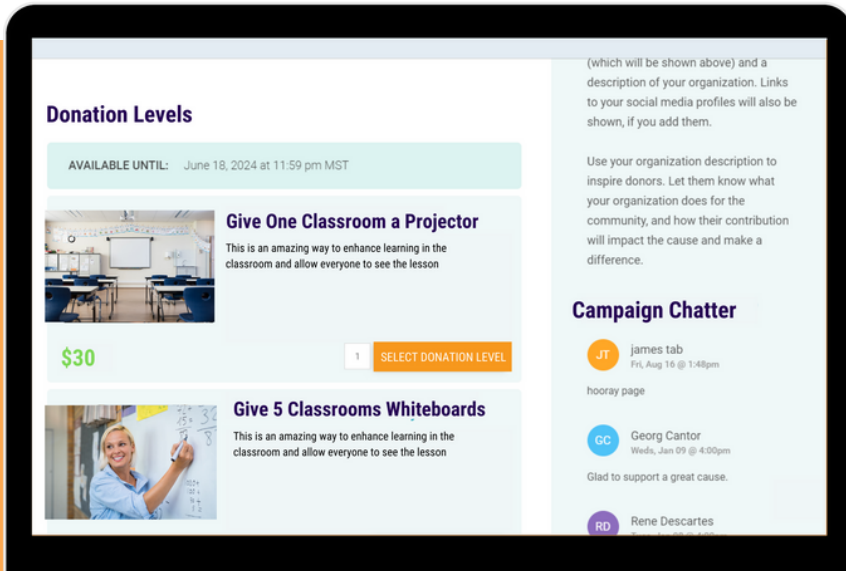 Donation Levels
AVAILABLE UNTIL: June 18, 2024 at 11:59 pm MST
Give One Classroom a Projector
This is an amazing way to enhance learning in the
classroom and allow everyone to see the lesson
$30
1
SELECT DONATION LEVEL
Give 5 Classrooms Whiteboards
This is an amazing way to enhance learning in the
classroom and allow everyone to see the lesson
(which will be shown above) and a
description of your organization. Links
to your social media profiles will also be
shown, if you add them.
Use your organization description to
inspire donors. Let them know what
your organization does for the
community, and how their contribution
will impact the cause and make a
difference.
Campaign Chatter
JT
james tab
Fri, Aug 16 @ 1:48pm
hooray page
GC
Georg Cantor
Weds, Jan 09 @ 4:00pm
Glad to support a great cause.
RD
Rene Descartes